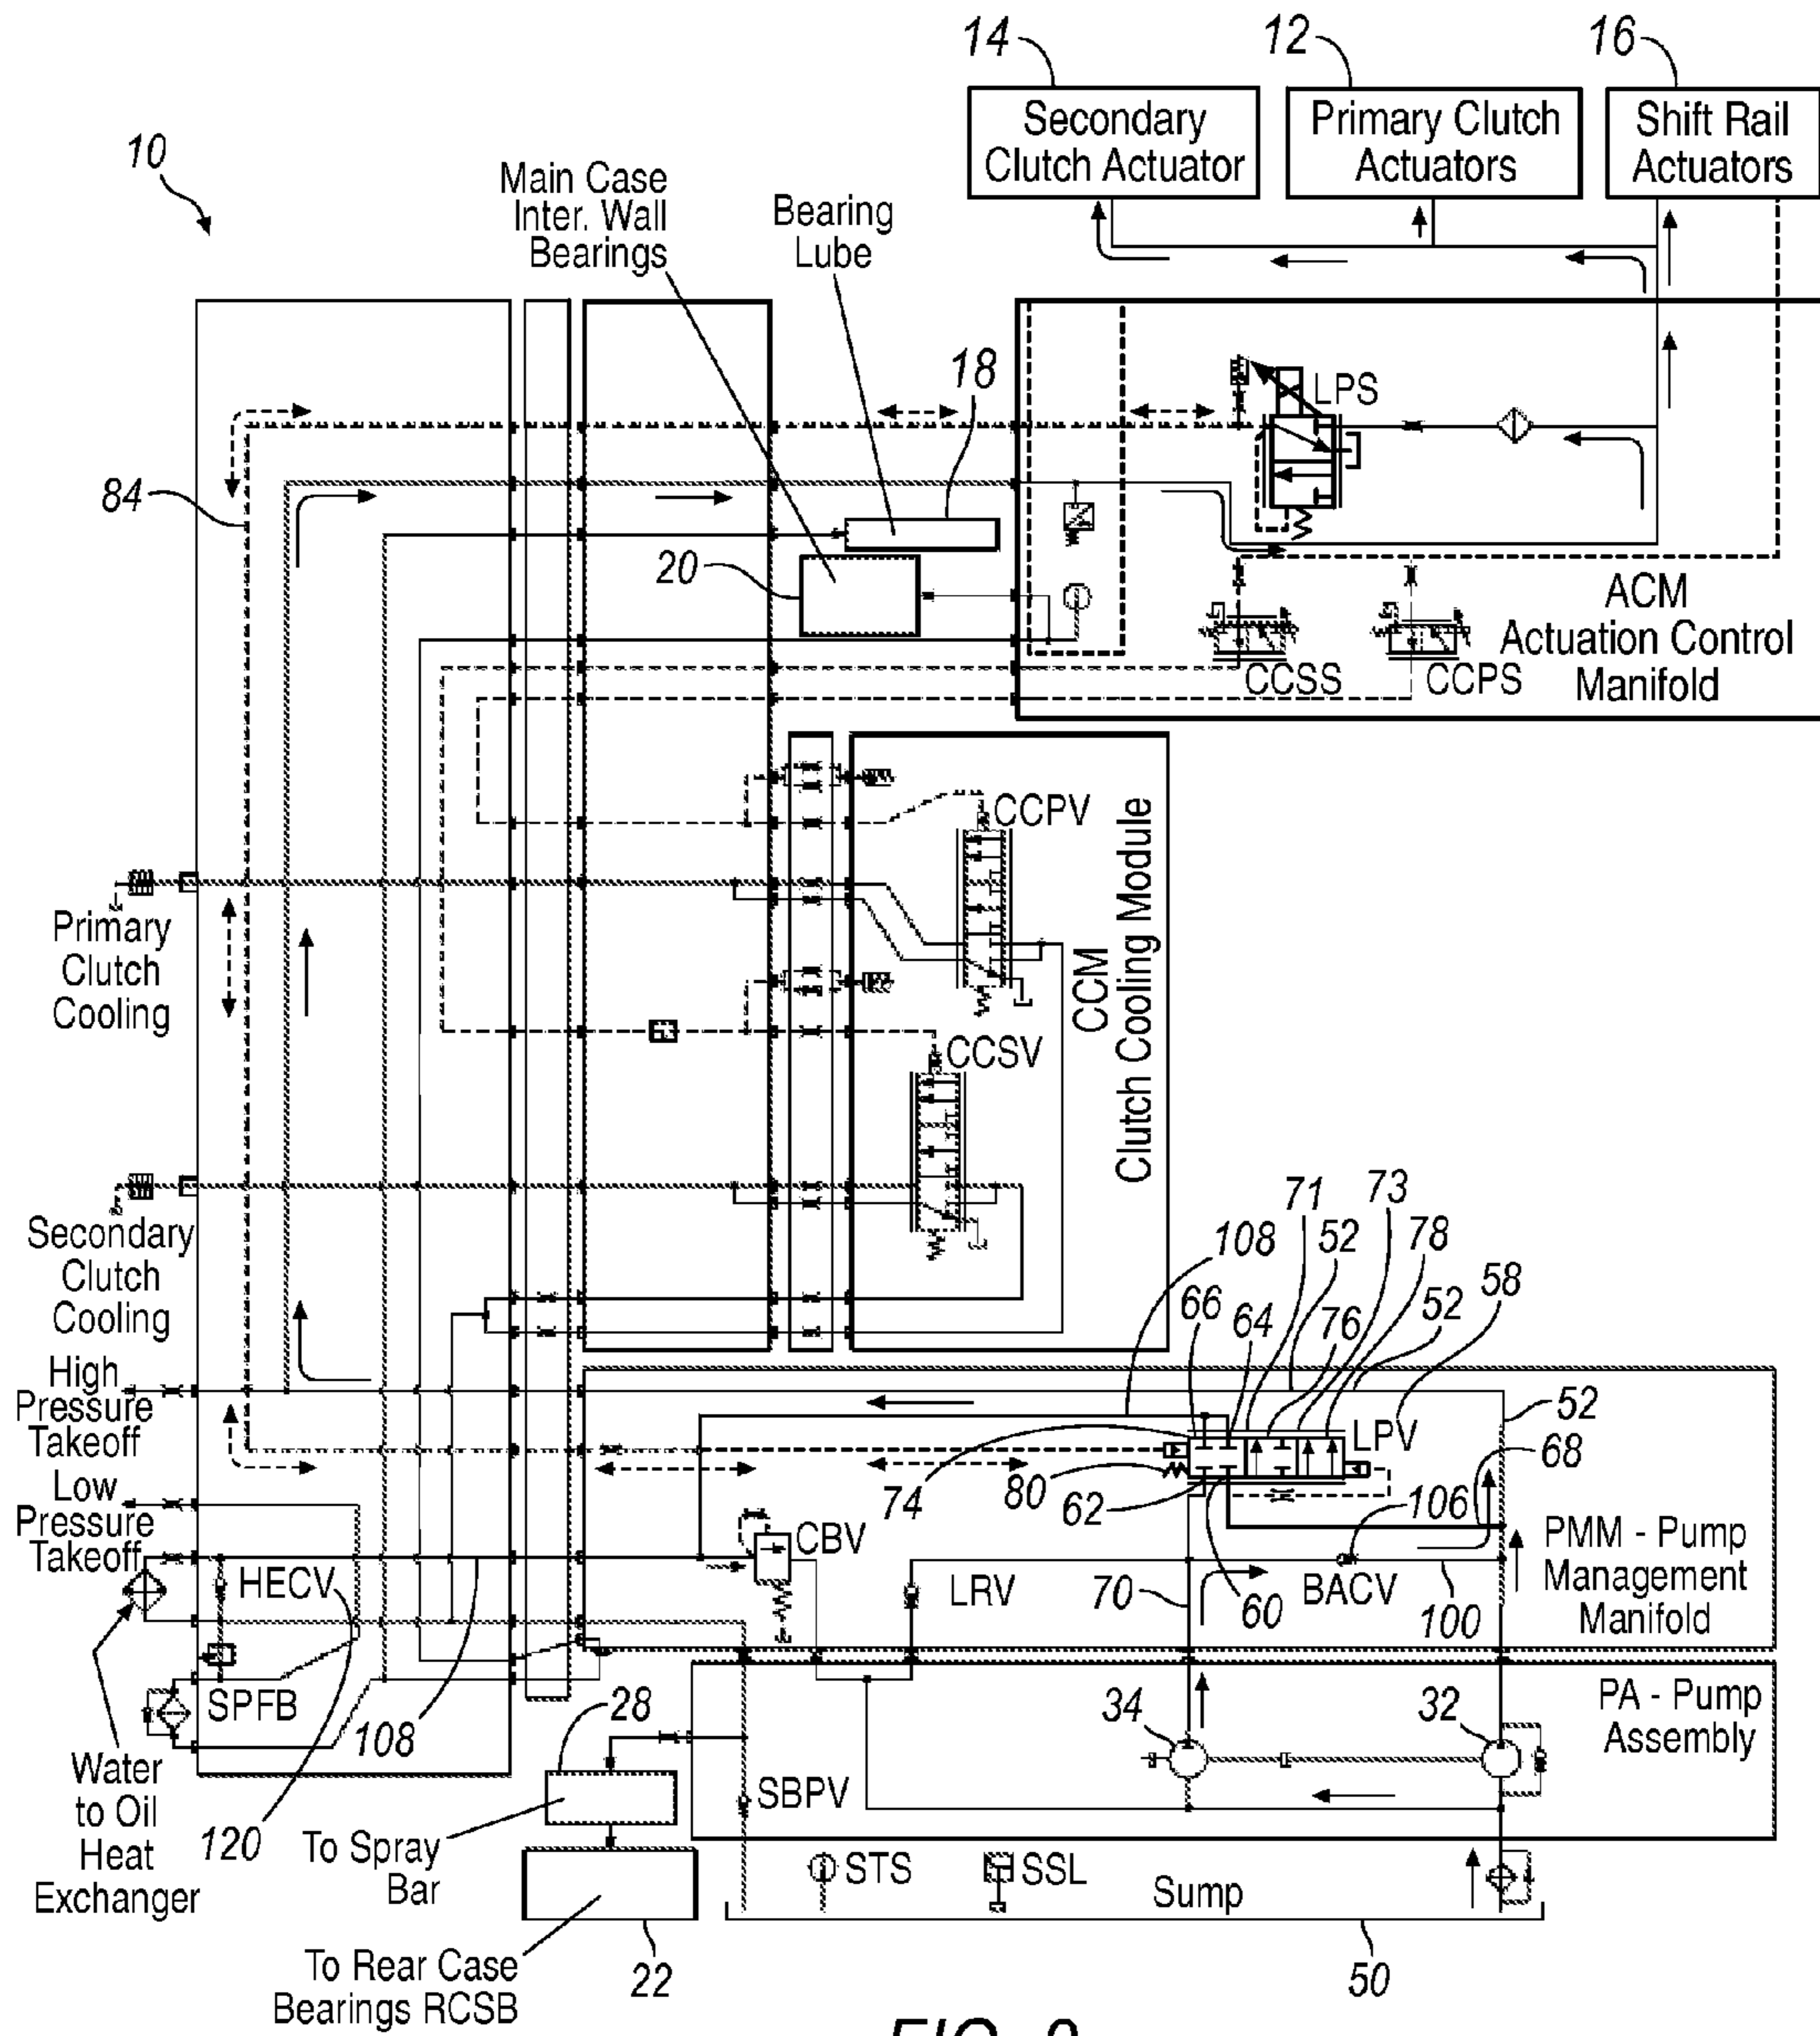 14
12
16
Secondary
Clutch Actuator
Primary Clutch
Actuators
Shift Rail
Actuators
10
Main Case
Inter. Wall
Bearings
Bearing
Lube
18
LPS
84
20
ACM
Actuation Control
Manifold
CCSS
CCPS
CCPV
Primary
Clutch
Cooling
CCM
Clutch Cooling Module
CCSV
Secondary
Clutch
Cooling
108
71
52
73
78
66
64
76
52
58
High
Pressure
Takeoff
LPV
52
68
74
80
62
106
Low
Pressure
Takeoff
CBV
HECV
LRV
70
60
BACV
100
PMM - Pump
Management
Manifold
SPFB
108
28
34
32
PA - Pump
Assembly
Water
to Oil
Heat
Exchanger
120
To Spray
Bar
SBPV
STS
SSL
Sump
To Rear Case
Bearings RCSB
22
50